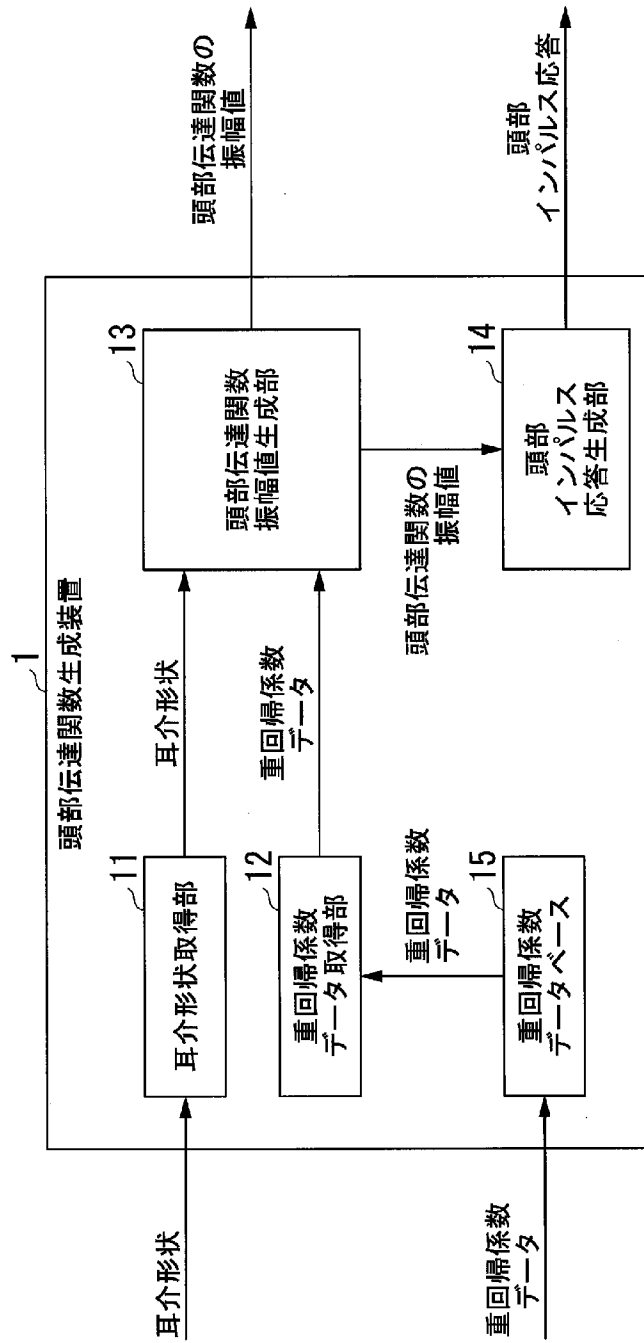 1
頭部伝達関数生成装置
耳介形状
11
耳介形状取得部
耳介形状
13
頭部伝達関数
振幅値生成部
頭部伝達関数の
振幅値
12
重回帰係数
データ取得部
重回帰係数
データ
重回帰係数
データ
頭部伝達関数の
振幅値
重回帰係数
データ
15
重回帰係数
データベース
14
頭部
インパルス
応答生成部
頭部
インパルス応答